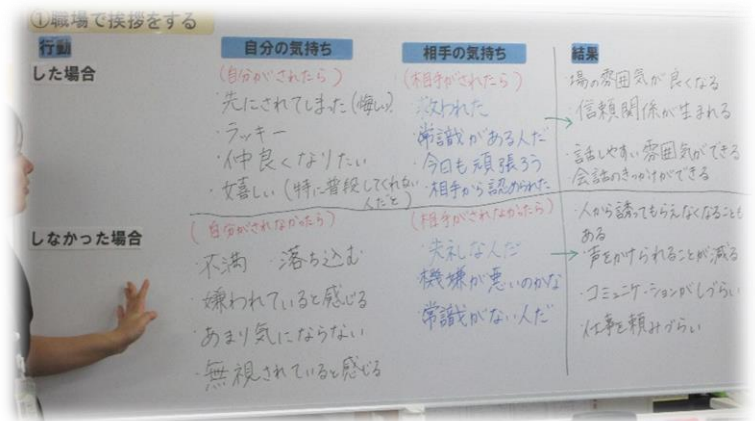 ①職場で挨拶をする
行動
自分の気持ち
相手の気持ち
結果
した場合
(自分がされたら)
・先にされてしまった(悔しい)
・ラッキー
・仲良くなりたい
・嬉しい(特に普段してくれない
人だと)
(相手がされたら)
・救われた
・常識がある人だ
・今日も頑張ろう
・相手から認められた
・場の雰囲気が良くなる
・信頼関係が生まれる
・話しやすい雰囲気ができる
会話のきっかけができる
しなかった場合
(自分がされなかったら)
・不満 ・落ち込む
・嫌われていると感じる
・あまり気にならない
・無視されていると感じる
(相手がされなかったら)
・失礼な人だ
・機嫌が悪いのかな
・常識がない人だ
・人から誘ってもらえなくなることも
ある
・声をかけられることが減る
・コミュニケーションがしづらい
・仕事を頼みづらい